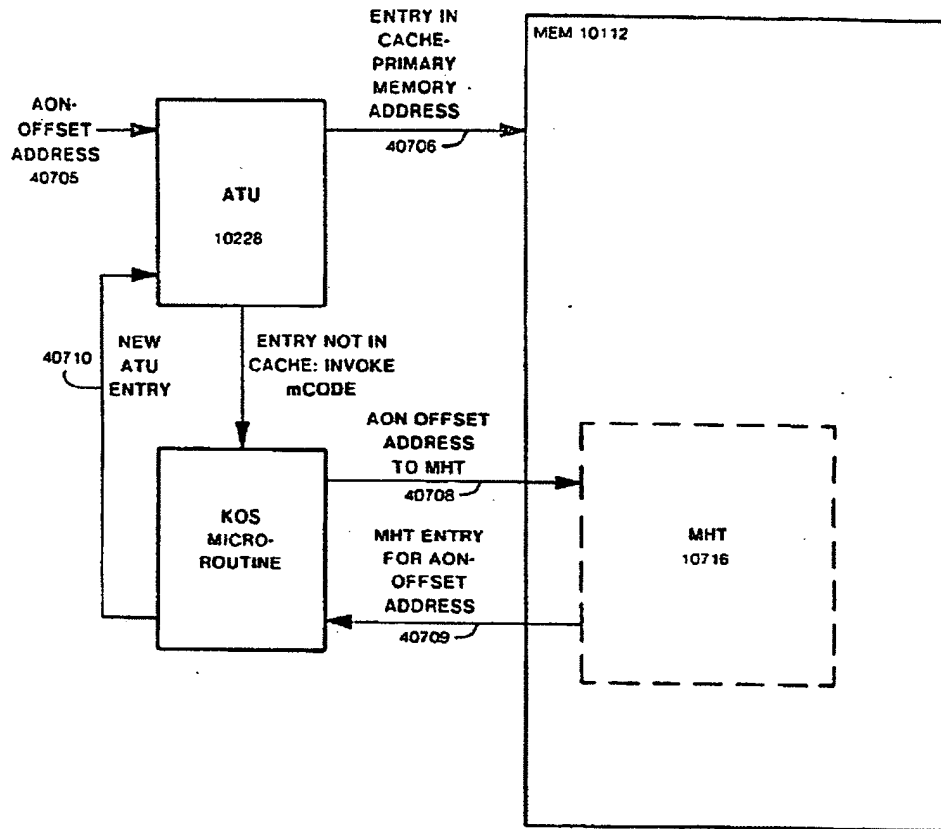 ENTRY IN
CACHE-
PRIMARY
MEMORY
ADDRESS
40706
MEM 10112
AON-
OFFSET
ADDRESS
40705
ATU
10228
40710
NEW
ATU
ENTRY
ENTRY NOT IN
CACHE: INVOKE
mCODE
AON OFFSET
ADDRESS
TO MHT
40708
KOS
MICRO-
ROUTINE
MHT ENTRY
FOR AON-
OFFSET
ADDRESS
40709
MHT
10716